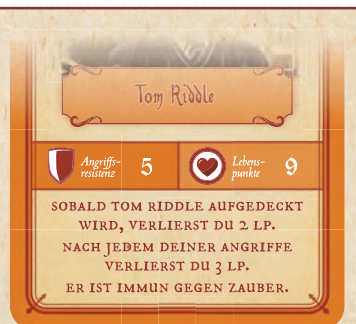 Tom Riddle
Angriffs-
resistenz
5
Lebens-
punkte
9
SOBALD TOM RIDDLE AUFGEDECKT
WIRD, VERLIERST DU 2 LP.
NACH JEDEM DEINER ANGRIFFE
VERLIERST DU 3 LP.
ER IST IMMUN GEGEN ZAUBER.